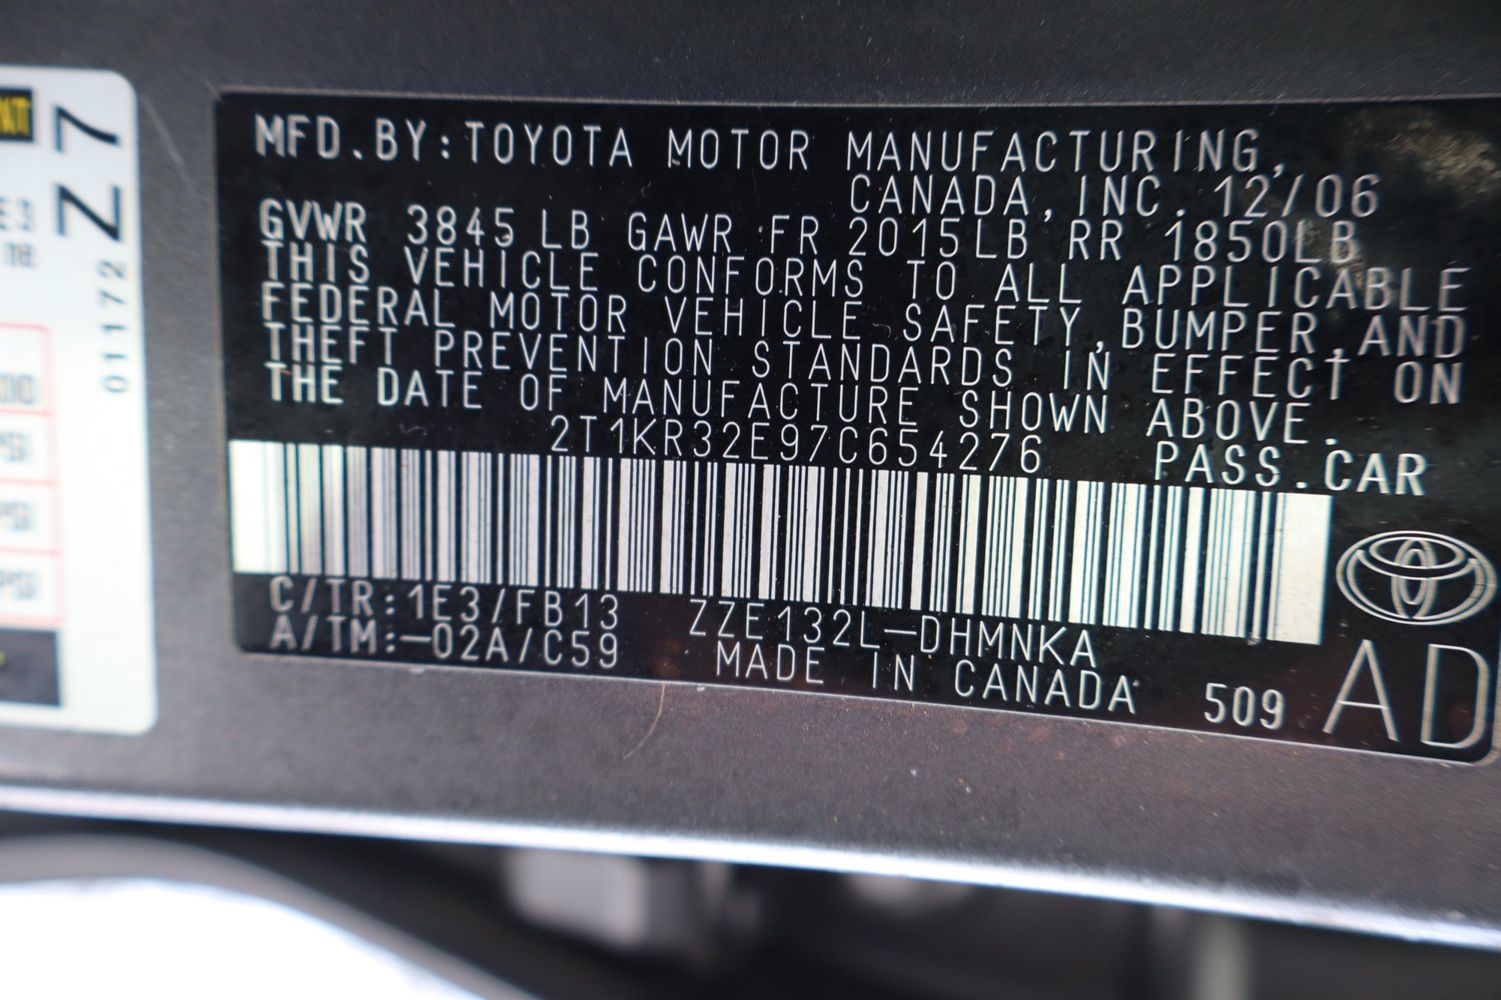 Z7
01172
E3
PSI
PSI
MFD.BY:TOYOTA MOTOR MANUFACTURING,
CANADA,INC. 12/06
GVWR 3845 LB GAWR FR 2015LB RR 1850LB
THIS VEHICLE CONFORMS TO ALL APPLICABLE
FEDERAL MOTOR VEHICLE SAFETY,BUMPER,AND
THEFT PREVENTION STANDARDS IN EFFECT ON
THE DATE OF MANUFACTURE SHOWN ABOVE.
2T1KR32E97C654276 PASS.CAR
C/TR:1E3/FB13 ZZE132L-DHMNKA
A/TM:-02A/C59 MADE IN CANADA 509 AD